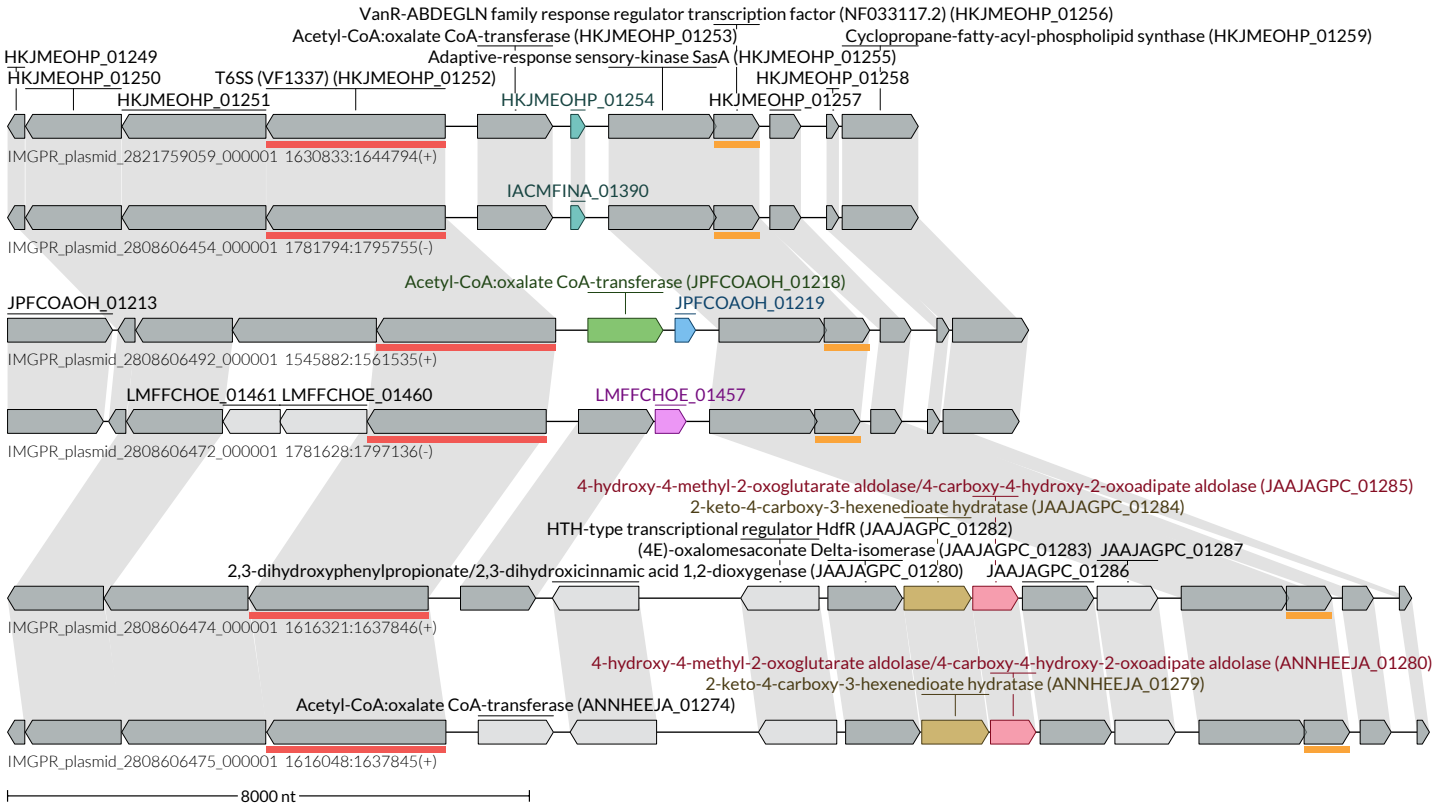 VanR-ABDEGLN family response regulator transcription factor (NF033117.2) (HKJMEOHP_01256)
Acetyl-CoA:oxalate CoA-transferase (HKJMEOHP_01253)
Cyclopropane-fatty-acyl-phospholipid synthase (HKJMEOHP_01259)
HKJMEOHP_01249
Adaptive-response sensory-kinase SasA (HKJMEOHP_01255)
HKJMEOHP_01250
T6SS (VF1337) (HKJMEOHP_01252)
HKJMEOHP_01258
HKJMEOHP_01251
HKJMEOHP_01254
HKJMEOHP_01257
IMGPR_plasmid_2821759059_000001 1630833:1644794(+)
IACMFINA_01390
IMGPR_plasmid_2808606454_000001 1781794:1795755(-)
Acetyl-CoA:oxalate CoA-transferase (JPFCOAOH_01218)
JPFCOAOH_01213
JPFCOAOH_01219
IMGPR_plasmid_2808606492_000001 1545882:1561535(+)
LMFFCHOE_01461
LMFFCHOE_01460
LMFFCHOE_01457
IMGPR_plasmid_2808606472_000001 1781628:1797136(-)
4-hydroxy-4-methyl-2-oxoglutarate aldolase/4-carboxy-4-hydroxy-2-oxoadipate aldolase (JAAJAGPC_01285)
2-keto-4-carboxy-3-hexenedioate hydratase (JAAJAGPC_01284)
HTH-type transcriptional regulator HdfR (JAAJAGPC_01282)
(4E)-oxalomesaconate Delta-isomerase (JAAJAGPC_01283)
JAAJAGPC_01287
2,3-dihydroxyphenylpropionate/2,3-dihydroxicinnamic acid 1,2-dioxygenase (JAAJAGPC_01280)
JAAJAGPC_01286
IMGPR_plasmid_2808606474_000001 1616321:1637846(+)
4-hydroxy-4-methyl-2-oxoglutarate aldolase/4-carboxy-4-hydroxy-2-oxoadipate aldolase (ANNHEEJA_01280)
2-keto-4-carboxy-3-hexenedioate hydratase (ANNHEEJA_01279)
Acetyl-CoA:oxalate CoA-transferase (ANNHEEJA_01274)
IMGPR_plasmid_2808606475_000001 1616048:1637845(+)
8000 nt